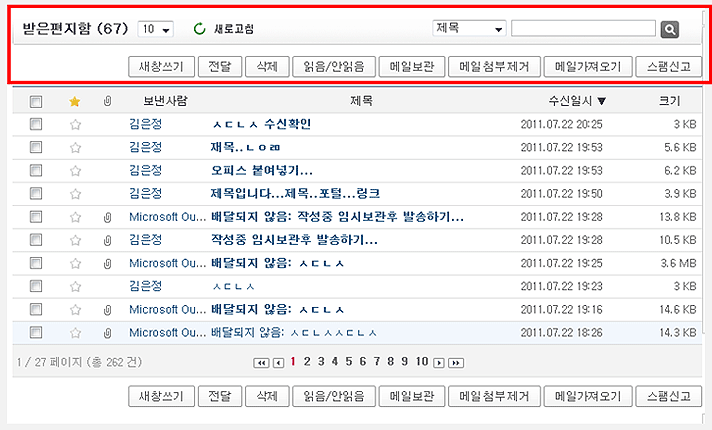 받은편지함 (67) 10 새로고침 제목
새창쓰기 전달 삭제 읽음/안읽음 메일보관 메일첨부제거 메일가져오기 스팸신고
보낸사람 제목 수신일시▼ 크기
김은정 ㅅㄷㄴㅅ 수신확인 2011.07.22 20:25 3 KB
김은정 재목..ㄴㅇㄻ 2011.07.22 19:53 5.6 KB
김은정 오피스 붙여넣기... 2011.07.22 19:53 6.2 KB
김은정 제목입니다...제목..포털...링크 2011.07.22 19:50 3.9 KB
Microsoft Ou... 배달되지 않음: 작성중 임시보관후 발송하기... 2011.07.22 19:28 13.8 KB
김은정 작성중 임시보관후 발송하기... 2011.07.22 19:28 10.5 KB
Microsoft Ou... 배달되지 않음: ㅅㄷㄴㅅ 2011.07.22 19:25 3.6 MB
김은정 ㅅㄷㄴㅅ 2011.07.22 19:23 3 KB
Microsoft Ou... 배달되지 않음: ㅅㄷㄴㅅ 2011.07.22 19:16 14.6 KB
Microsoft Ou... 배달되지 않음: ㅅㄷㄴㅅㅅㄷㄴㅅ 2011.07.22 18:26 14.3 KB
1 / 27 페이지 (총 262 건) 1 2 3 4 5 6 7 8 9 10
새창쓰기 전달 삭제 읽음/안읽음 메일보관 메일첨부제거 메일가져오기 스팸신고